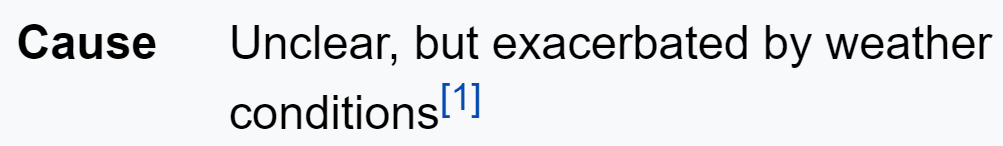 Cause Unclear, but exacerbated by weather
conditions[1]